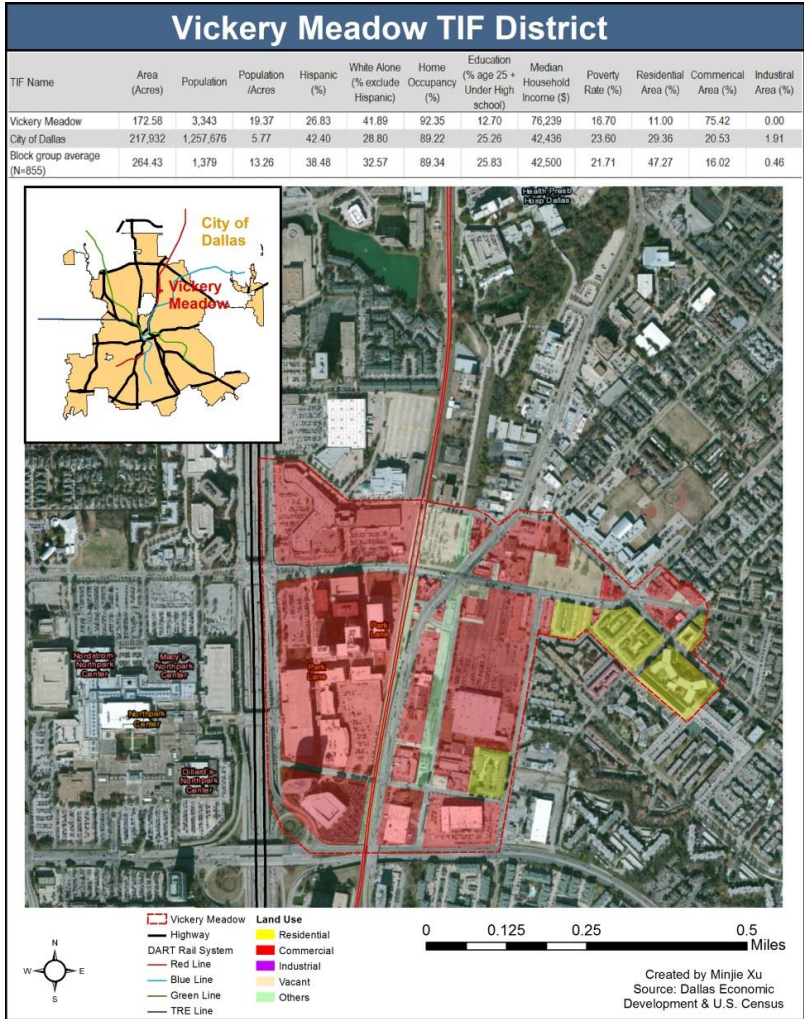 Vickery Meadow TIF District
TIF Name
Area
(Acres)
Population
Population
/Acres
Hispanic
(%)
White Alone
(% exclude
Hispanic)
Home
Occupancy
(%)
Education
(% age 25 +
Under High
school)
Median
Household
Income ($)
Poverty
Rate (%)
Residential
Area (%)
Commerical
Area (%)
Industiral
Area (%)
Vickery Meadow 172.58 3,343 19.37 26.83 41.89 92.35 12.70 76,239 16.70 11.00 75.42 0.00
City of Dallas 217,932 1,257,676 5.77 42.40 28.80 89.22 25.26 42,436 23.60 29.36 20.53 1.91
Block group average
(N=855)
264.43 1,379 13.26 38.48 32.57 89.34 25.83 42,500 21.71 47.27 16.02 0.46
City of
Dallas
Vickery
Meadow
Health Presb
Hosp Dallas
Park
Lane
Park
Lane
Nordstrom-
Northpark
Center
Macy's-
Northpark
Center
Northpark
Center
Dillard's-
Northpark
Center
N
W E
S
Vickery Meadow
Highway
DART Rail System
Red Line
Blue Line
Green Line
TRE Line
Land Use
Residential
Commercial
Industrial
Vacant
Others
0 0.125 0.25 0.5
Miles
Created by Minjie Xu
Source: Dallas Economic
Development & U.S. Census